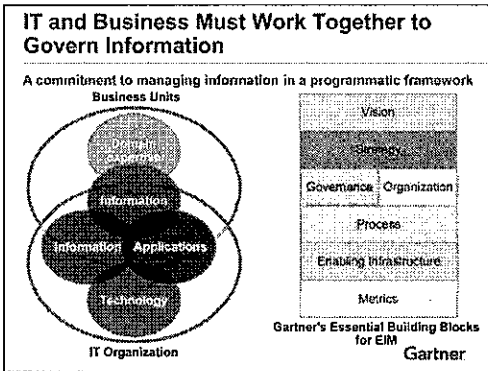 IT and Business Must Work Together to
Govern Information
A commitment to managing information in a programmatic framework
Business Units
Domain
expertise
Information
Information
Applications
Technology
IT Organization
Vision
Strategy
Governance
Organization
Process
Enabling Infrastructure
Metrics
Gartner's Essential Building Blocks
for EIM
Gartner